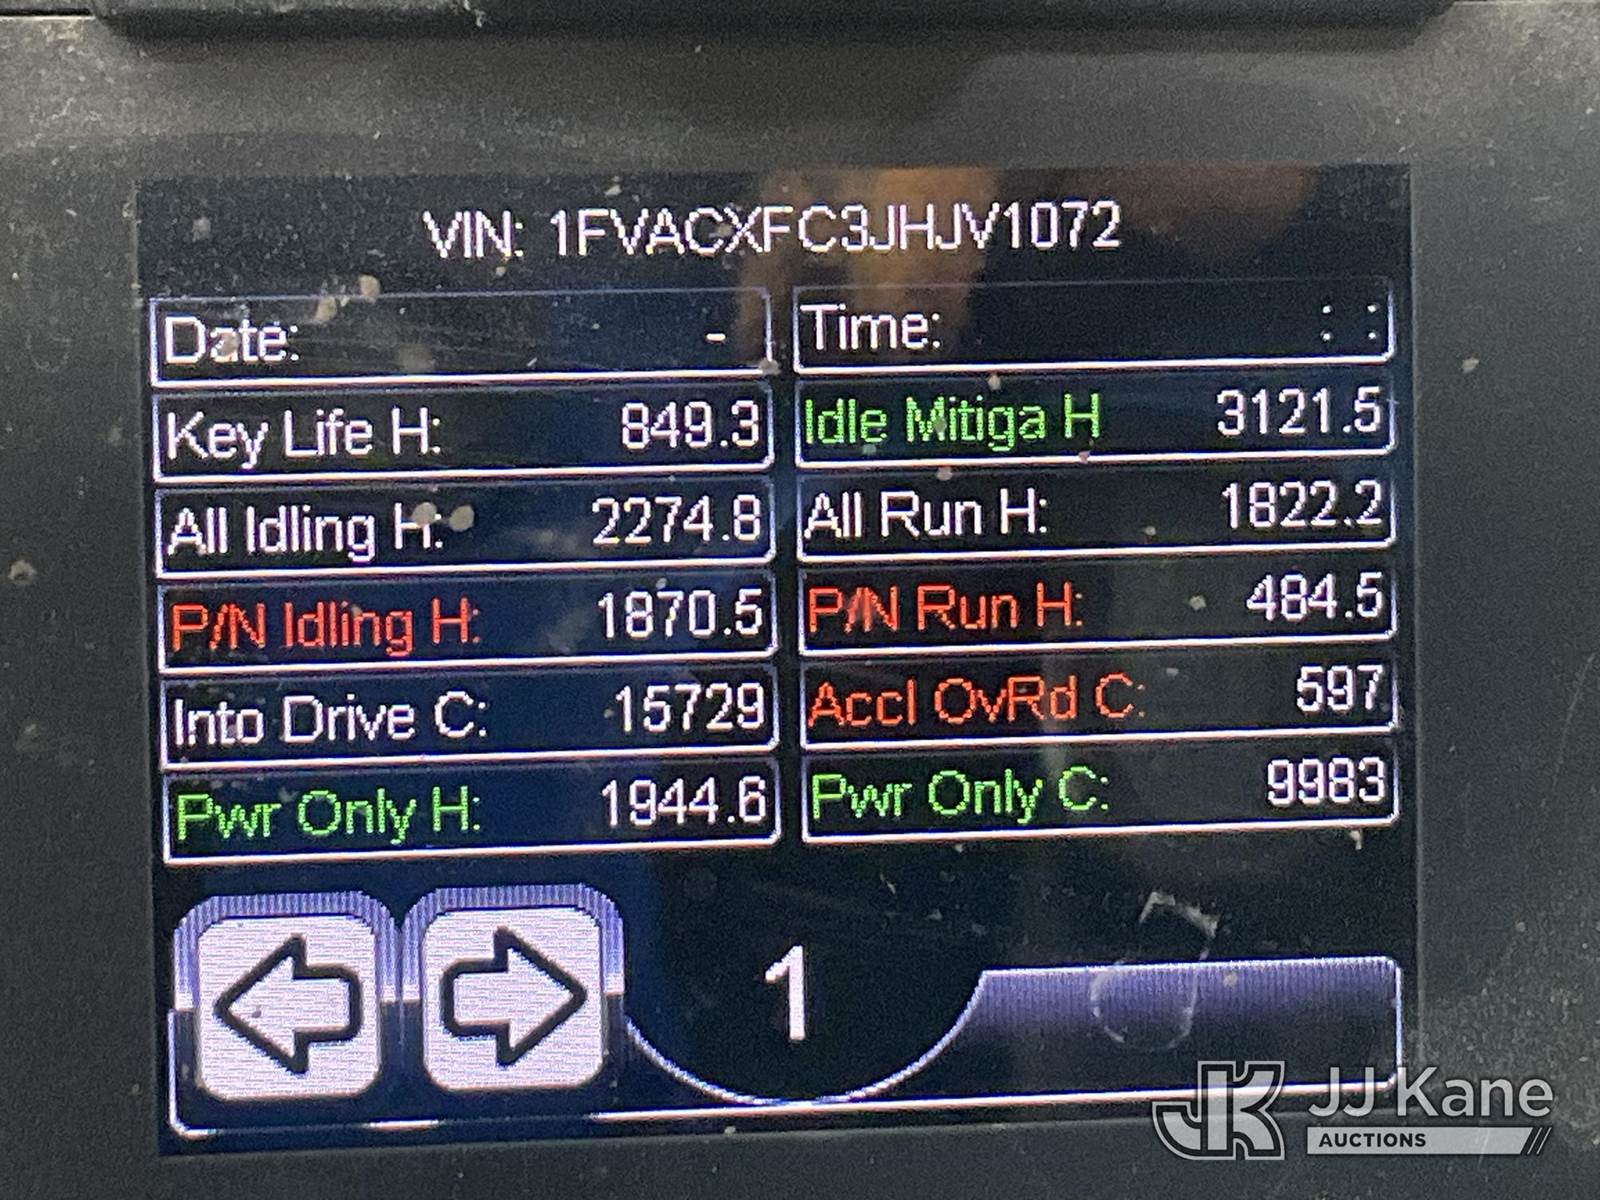 VIN: 1FVACXFC3JHJV1072
Date: - Time: : :
Key Life H: 849.3 Idle Mitiga H 3121.5
All Idling H: 2274.8 All Run H: 1822.2
P/N Idling H: 1870.5 P/N Run H: 484.5
Into Drive C: 15729 Accl OvRd C: 597
Pwr Only H: 1944.6 Pwr Only C: 9983
1
JK JJ Kane
AUCTIONS